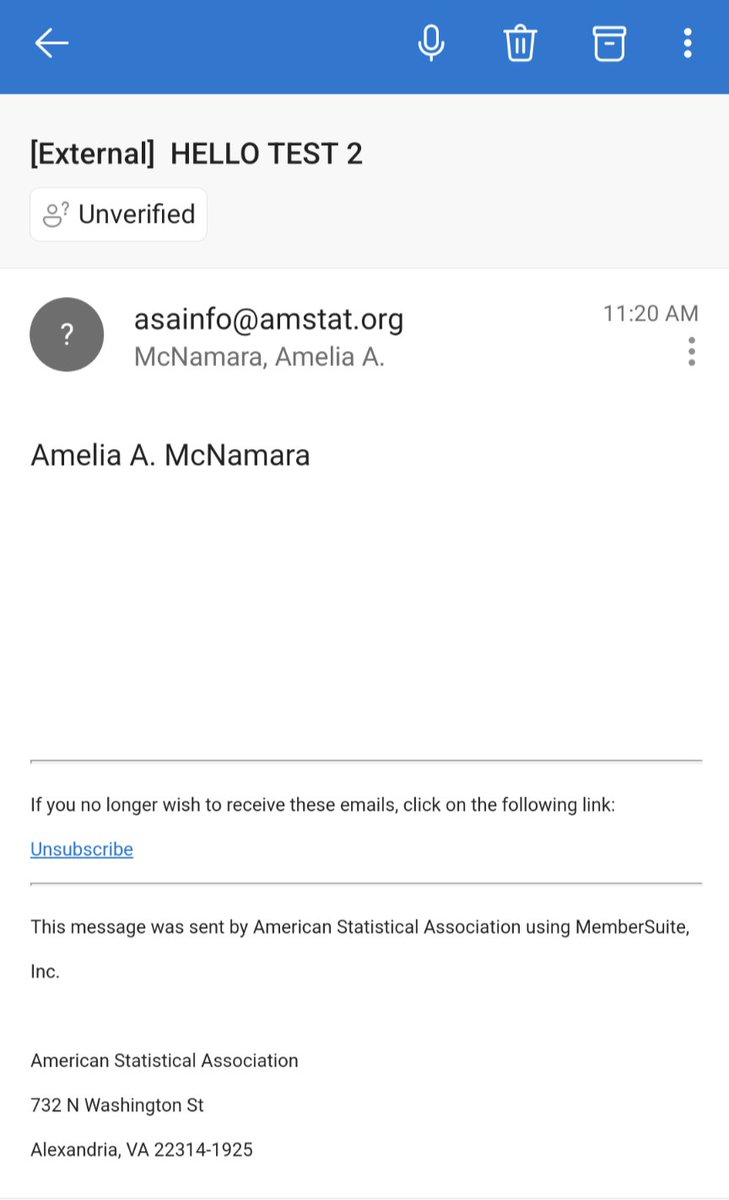 [External] HELLO TEST 2
? Unverified
?
asainfo@amstat.org
11:20 AM
McNamara, Amelia A.
Amelia A. McNamara
If you no longer wish to receive these emails, click on the following link:
Unsubscribe
This message was sent by American Statistical Association using MemberSuite,
Inc.
American Statistical Association
732 N Washington St
Alexandria, VA 22314-1925